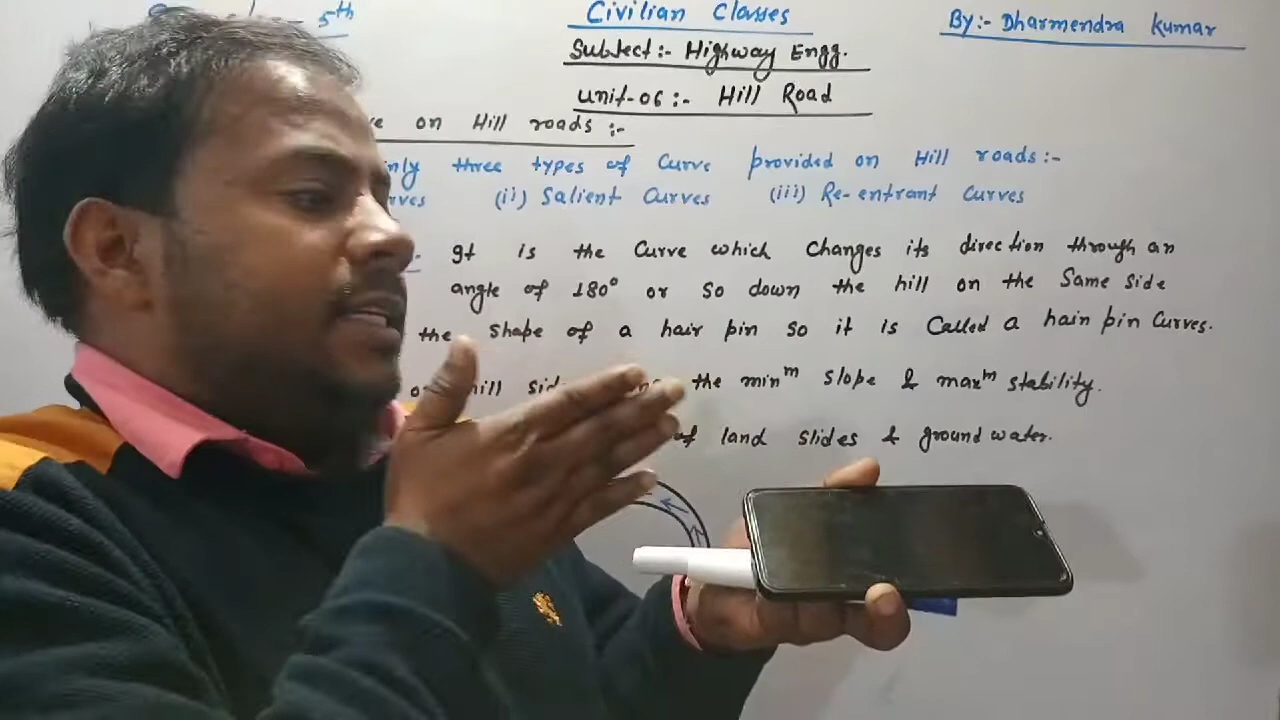 5th
Civilian Classes
By:- Dharmendra Kumar
Subject:- Highway Engg.
Unit-06:- Hill Road
on Hill roads :-
three types of Curve provided on Hill roads:-
(ii) Salient Curves (iii) Re-entrant Curves
It is the Curve which Changes its direction through an
angle of 180° or so down the hill on the Same Side
the shape of a hair pin so it is Called a hain pin Curves.
the minm slope & maxm stability.
of land slides & ground water.